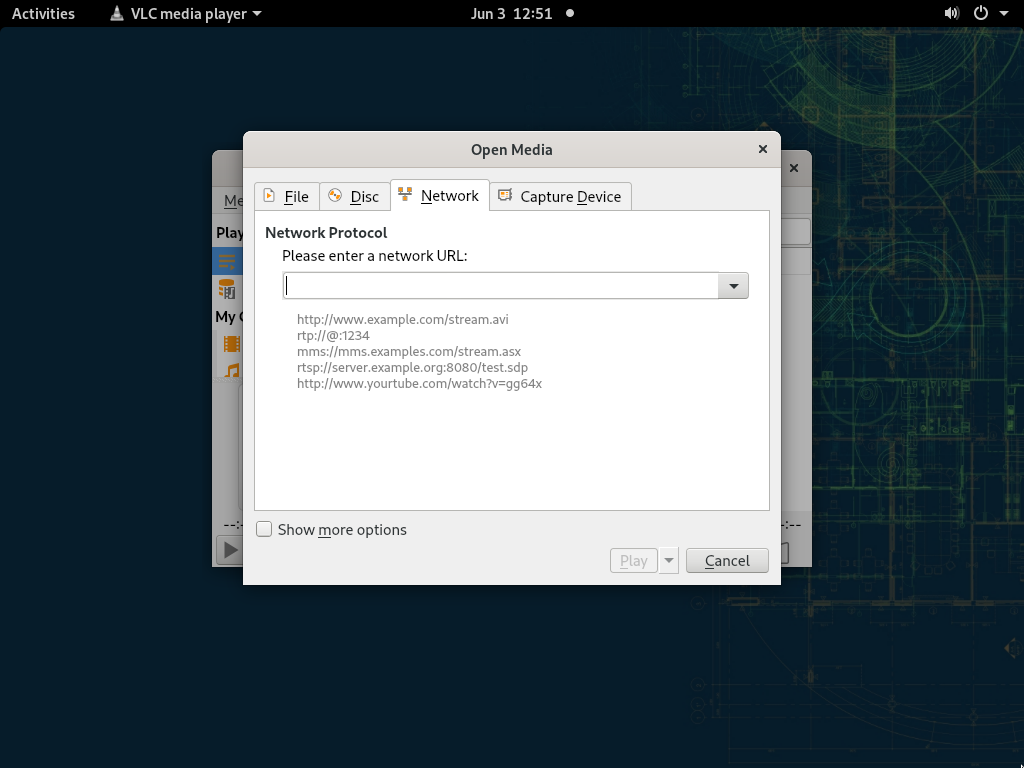 Activities VLC media player Jun 3 12:51
Open Media
File Disc Network Capture Device
Network Protocol
Please enter a network URL:
http://www.example.com/stream.avi
rtp://@:1234
mms://mms.examples.com/stream.asx
rtsp://server.example.org:8080/test.sdp
http://www.yourtube.com/watch?v=gg64x
Show more options
Play Cancel
Me
Play
My C
--:
:--